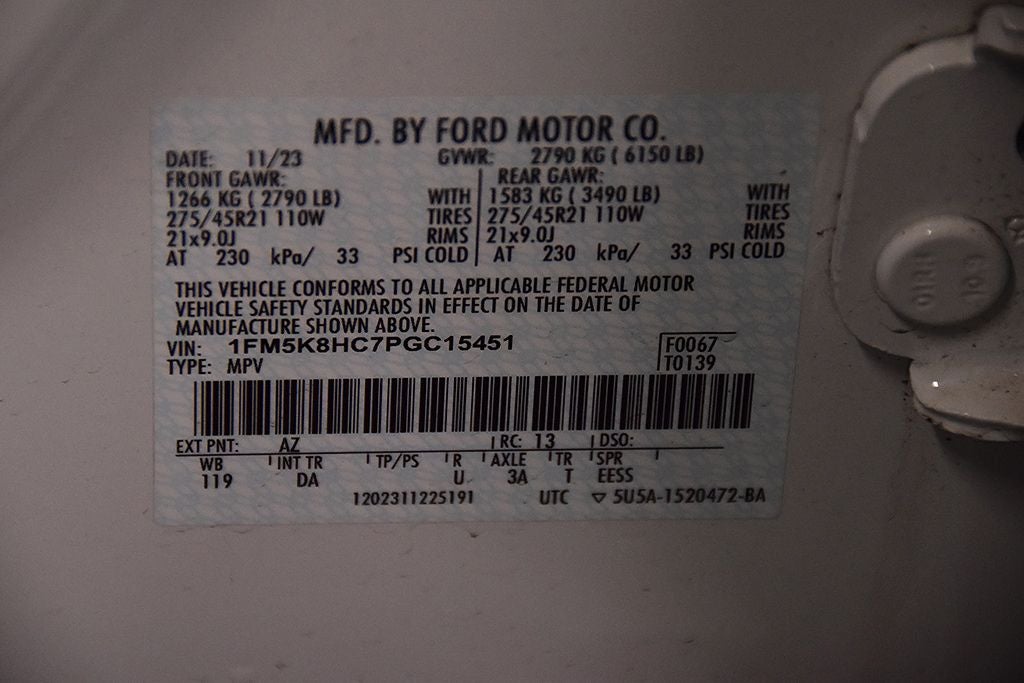 MFD. BY FORD MOTOR CO.
DATE: 11/23 GVWR: 2790 KG ( 6150 LB)
FRONT GAWR: REAR GAWR:
1266 KG ( 2790 LB) WITH 1583 KG ( 3490 LB) WITH
275/45R21 110W TIRES 275/45R21 110W TIRES
21x9.0J RIMS 21x9.0J RIMS
AT 230 kPa/ 33 PSI COLD AT 230 kPa/ 33 PSI COLD
THIS VEHICLE CONFORMS TO ALL APPLICABLE FEDERAL MOTOR
VEHICLE SAFETY STANDARDS IN EFFECT ON THE DATE OF
MANUFACTURE SHOWN ABOVE.
VIN: 1FM5K8HC7PGC15451 F0067
TYPE: MPV T0139
EXT PNT: AZ RC: 13 DSO:
WB INT TR TP/PS R AXLE TR SPR
119 DA U 3A T EESS
1202311225191 UTC ▽ 5U5A-1520472-BA